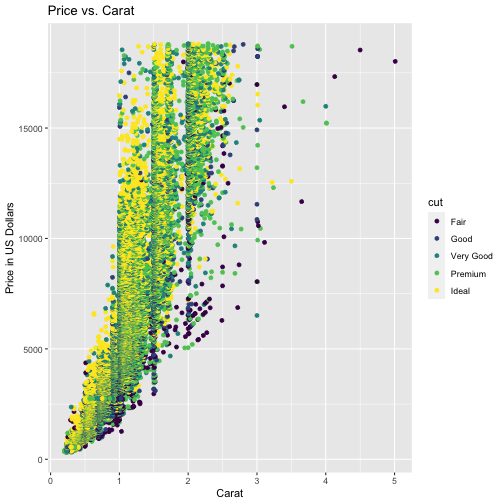 Price vs. Carat
Price in US Dollars
15000
10000
5000
0
0
1
2
3
4
5
Carat
cut
Fair
Good
Very Good
Premium
Ideal